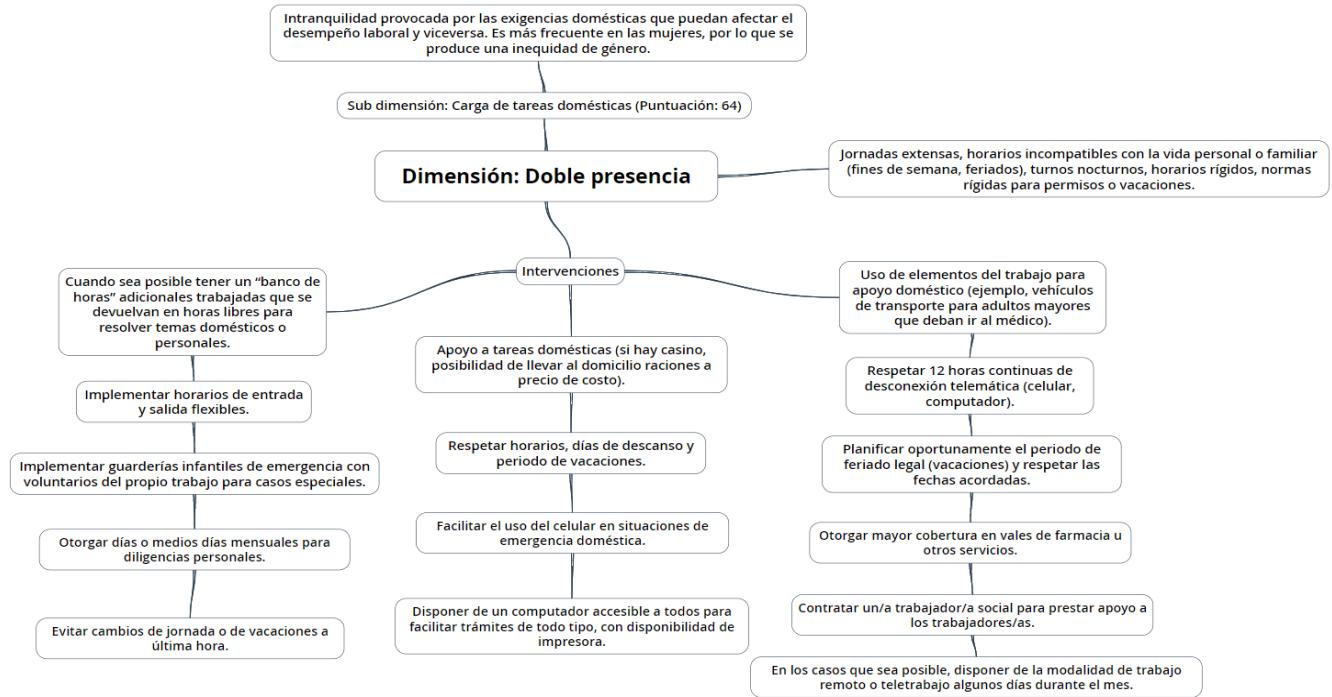 Intranquilidad provocada por las exigencias domésticas que puedan afectar el
desempeño laboral y viceversa. Es más frecuente en las mujeres, por lo que se
produce una inequidad de género.
Sub dimensión: Carga de tareas domésticas (Puntuación: 64)
Dimensión: Doble presencia
Jornadas extensas, horarios incompatibles con la vida personal o familiar
(fines de semana, feriados), turnos nocturnos, horarios rígidos, normas
rígidas para permisos o vacaciones.
Intervenciones
Cuando sea posible tener un “banco de
horas” adicionales trabajadas que se
devuelvan en horas libres para
resolver temas domésticos o
personales.
Implementar horarios de entrada
y salida flexibles.
Implementar guarderías infantiles de emergencia con
voluntarios del propio trabajo para casos especiales.
Otorgar días o medios días mensuales para
diligencias personales.
Evitar cambios de jornada o de vacaciones a
última hora.
Apoyo a tareas domésticas (si hay casino,
posibilidad de llevar al domicilio raciones a
precio de costo).
Respetar horarios, días de descanso y
periodo de vacaciones.
Facilitar el uso del celular en situaciones de
emergencia doméstica.
Disponer de un computador accesible a todos para
facilitar trámites de todo tipo, con disponibilidad de
impresora.
Uso de elementos del trabajo para
apoyo doméstico (ejemplo, vehículos
de transporte para adultos mayores
que deban ir al médico).
Respetar 12 horas continuas de
desconexión telemática (celular,
computador).
Planificar oportunamente el periodo de
feriado legal (vacaciones) y respetar las
fechas acordadas.
Otorgar mayor cobertura en vales de farmacia u
otros servicios.
Contratar un/a trabajador/a social para prestar apoyo a
los trabajadores/as.
En los casos que sea posible, disponer de la modalidad de trabajo
remoto o teletrabajo algunos días durante el mes.